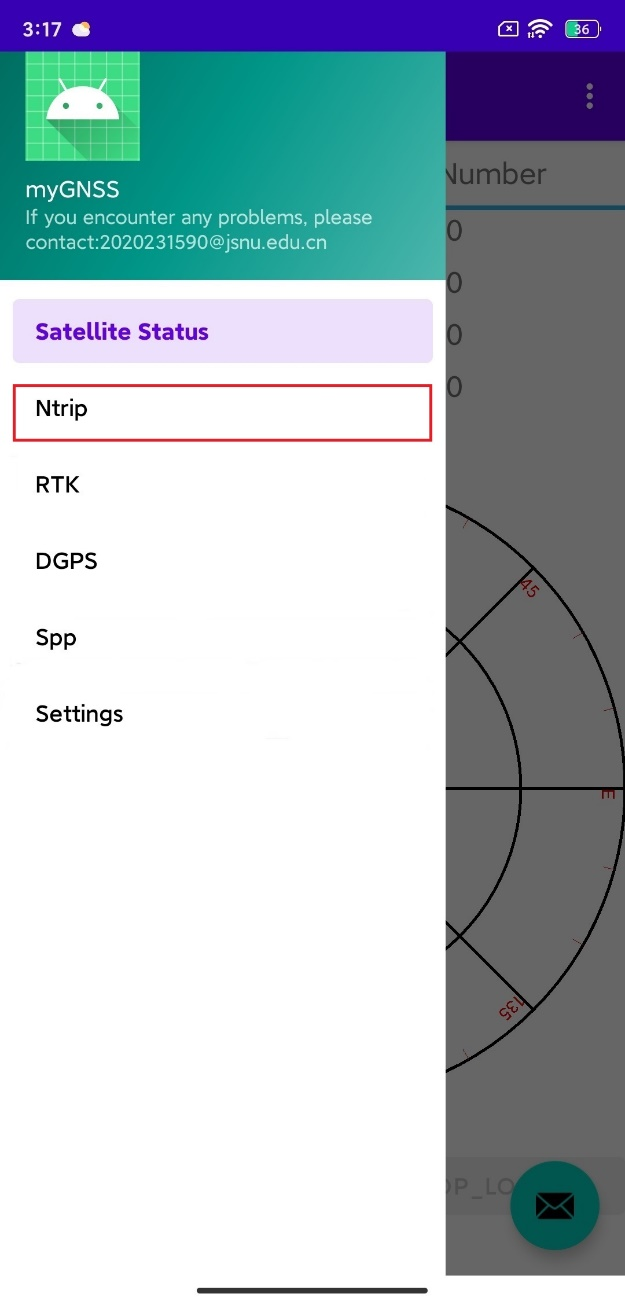 3:17
36
myGNSS
If you encounter any problems, please
contact:2020231590@jsnu.edu.cn
Number
0
0
0
0
Satellite Status
Ntrip
RTK
DGPS
Spp
Settings
45
E
135